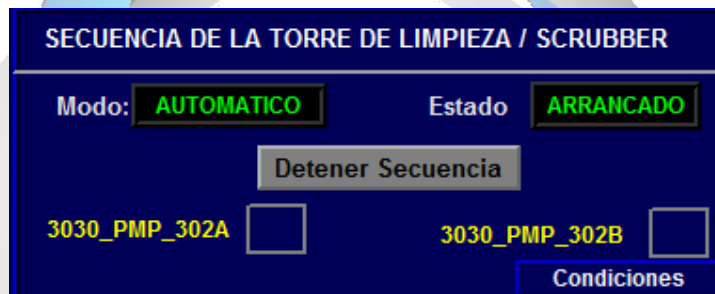 SECUENCIA DE LA TORRE DE LIMPIEZA / SCRUBBER
Modo: AUTOMATICO Estado ARRANCADO
Detener Secuencia
3030_PMP_302A 3030_PMP_302B
Condiciones